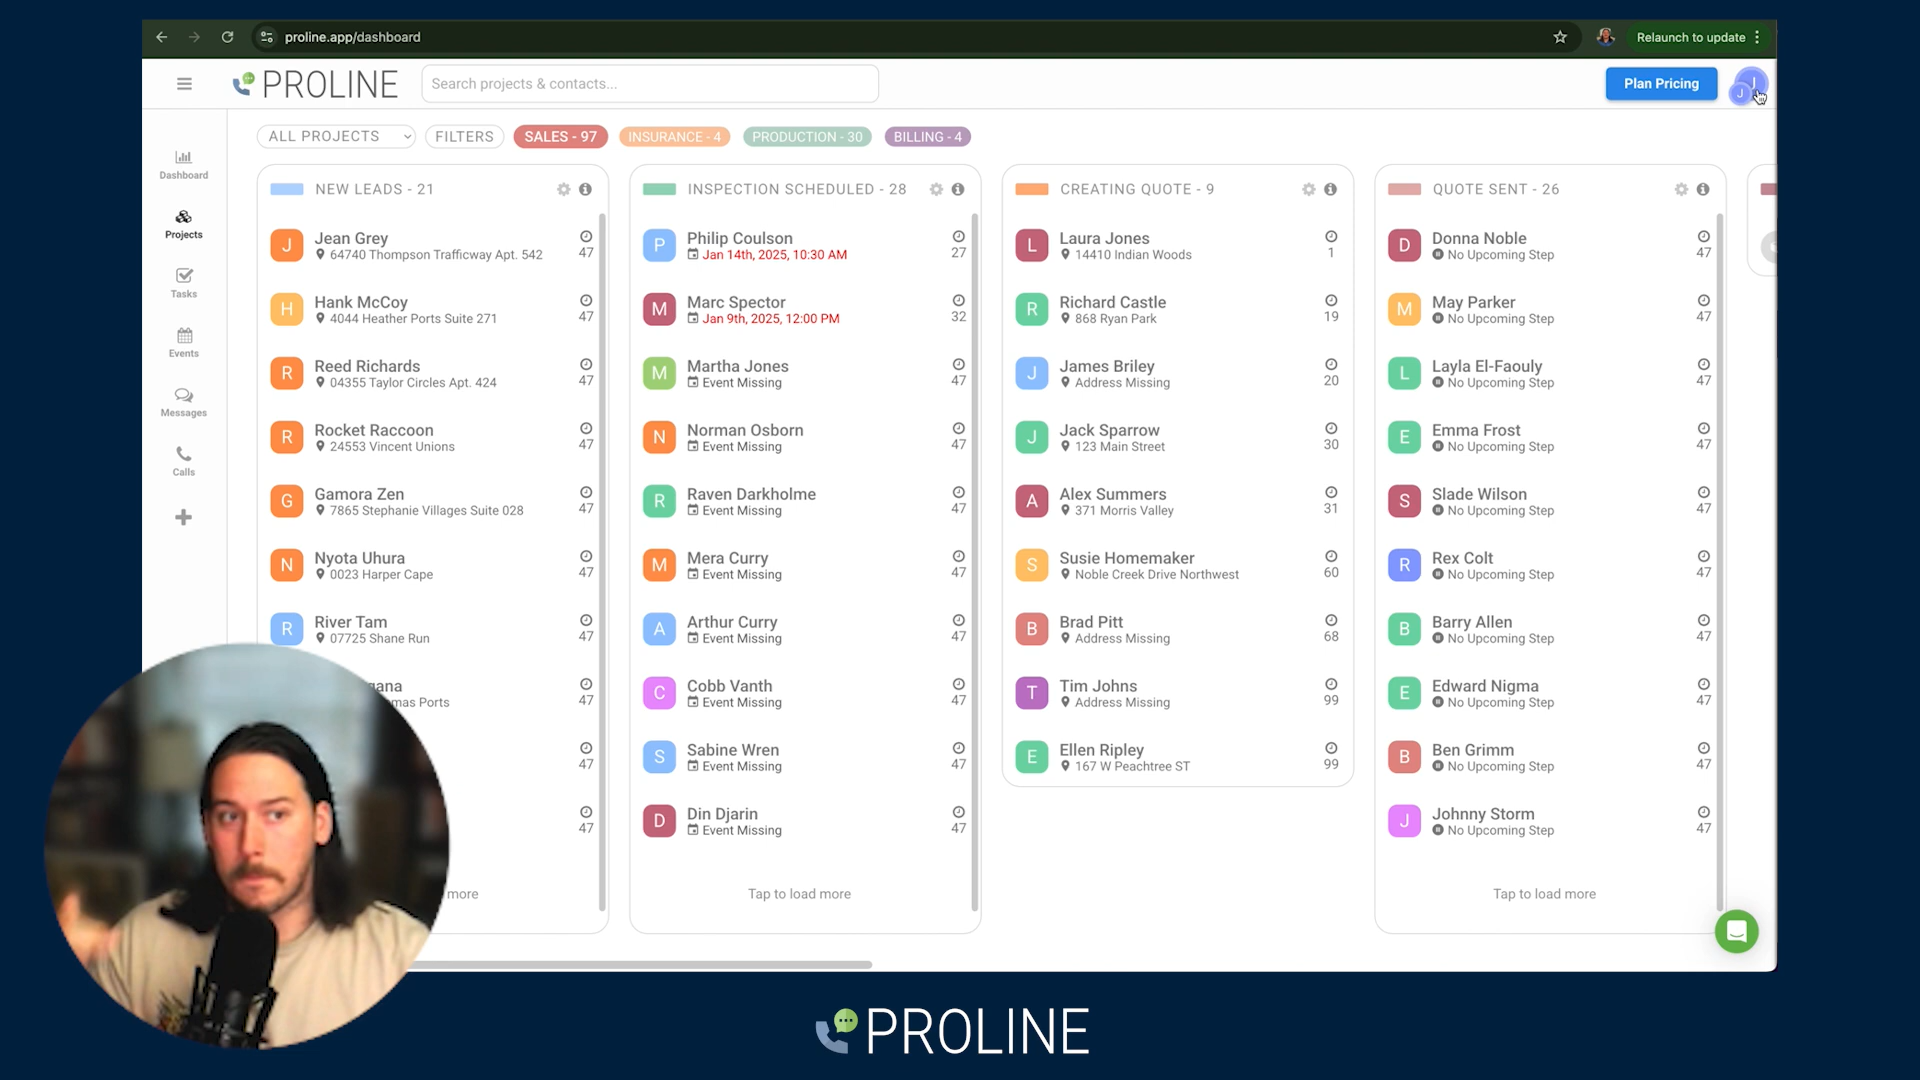 proline.app/dashboard
Relaunch to update
PROLINE
Search projects & contacts...
Plan Pricing
J
J
ALL PROJECTS
FILTERS
SALES - 97
INSURANCE - 4
PRODUCTION - 30
BILLING - 4
Dashboard
Projects
Tasks
Events
Messages
Calls
NEW LEADS - 21
J
Jean Grey
64740 Thompson Trafficway Apt. 542
47
H
Hank McCoy
4044 Heather Ports Suite 271
47
R
Reed Richards
04355 Taylor Circles Apt. 424
47
R
Rocket Raccoon
24553 Vincent Unions
47
G
Gamora Zen
7865 Stephanie Villages Suite 028
47
N
Nyota Uhura
0023 Harper Cape
47
R
River Tam
07725 Shane Run
47
Ports
47
47
47
more
INSPECTION SCHEDULED - 28
P
Philip Coulson
Jan 14th, 2025, 10:30 AM
27
M
Marc Spector
Jan 9th, 2025, 12:00 PM
32
M
Martha Jones
Event Missing
47
N
Norman Osborn
Event Missing
47
R
Raven Darkholme
Event Missing
47
M
Mera Curry
Event Missing
47
A
Arthur Curry
Event Missing
47
C
Cobb Vanth
Event Missing
47
S
Sabine Wren
Event Missing
47
D
Din Djarin
Event Missing
47
Tap to load more
CREATING QUOTE - 9
L
Laura Jones
14410 Indian Woods
1
R
Richard Castle
868 Ryan Park
19
J
James Briley
Address Missing
20
J
Jack Sparrow
123 Main Street
30
A
Alex Summers
371 Morris Valley
31
S
Susie Homemaker
Noble Creek Drive Northwest
60
B
Brad Pitt
Address Missing
68
T
Tim Johns
Address Missing
99
E
Ellen Ripley
167 W Peachtree ST
99
QUOTE SENT - 26
D
Donna Noble
No Upcoming Step
47
M
May Parker
No Upcoming Step
47
L
Layla El-Faouly
No Upcoming Step
47
E
Emma Frost
No Upcoming Step
47
S
Slade Wilson
No Upcoming Step
47
R
Rex Colt
No Upcoming Step
47
B
Barry Allen
No Upcoming Step
47
E
Edward Nigma
No Upcoming Step
47
B
Ben Grimm
No Upcoming Step
47
J
Johnny Storm
No Upcoming Step
47
Tap to load more
PROLINE